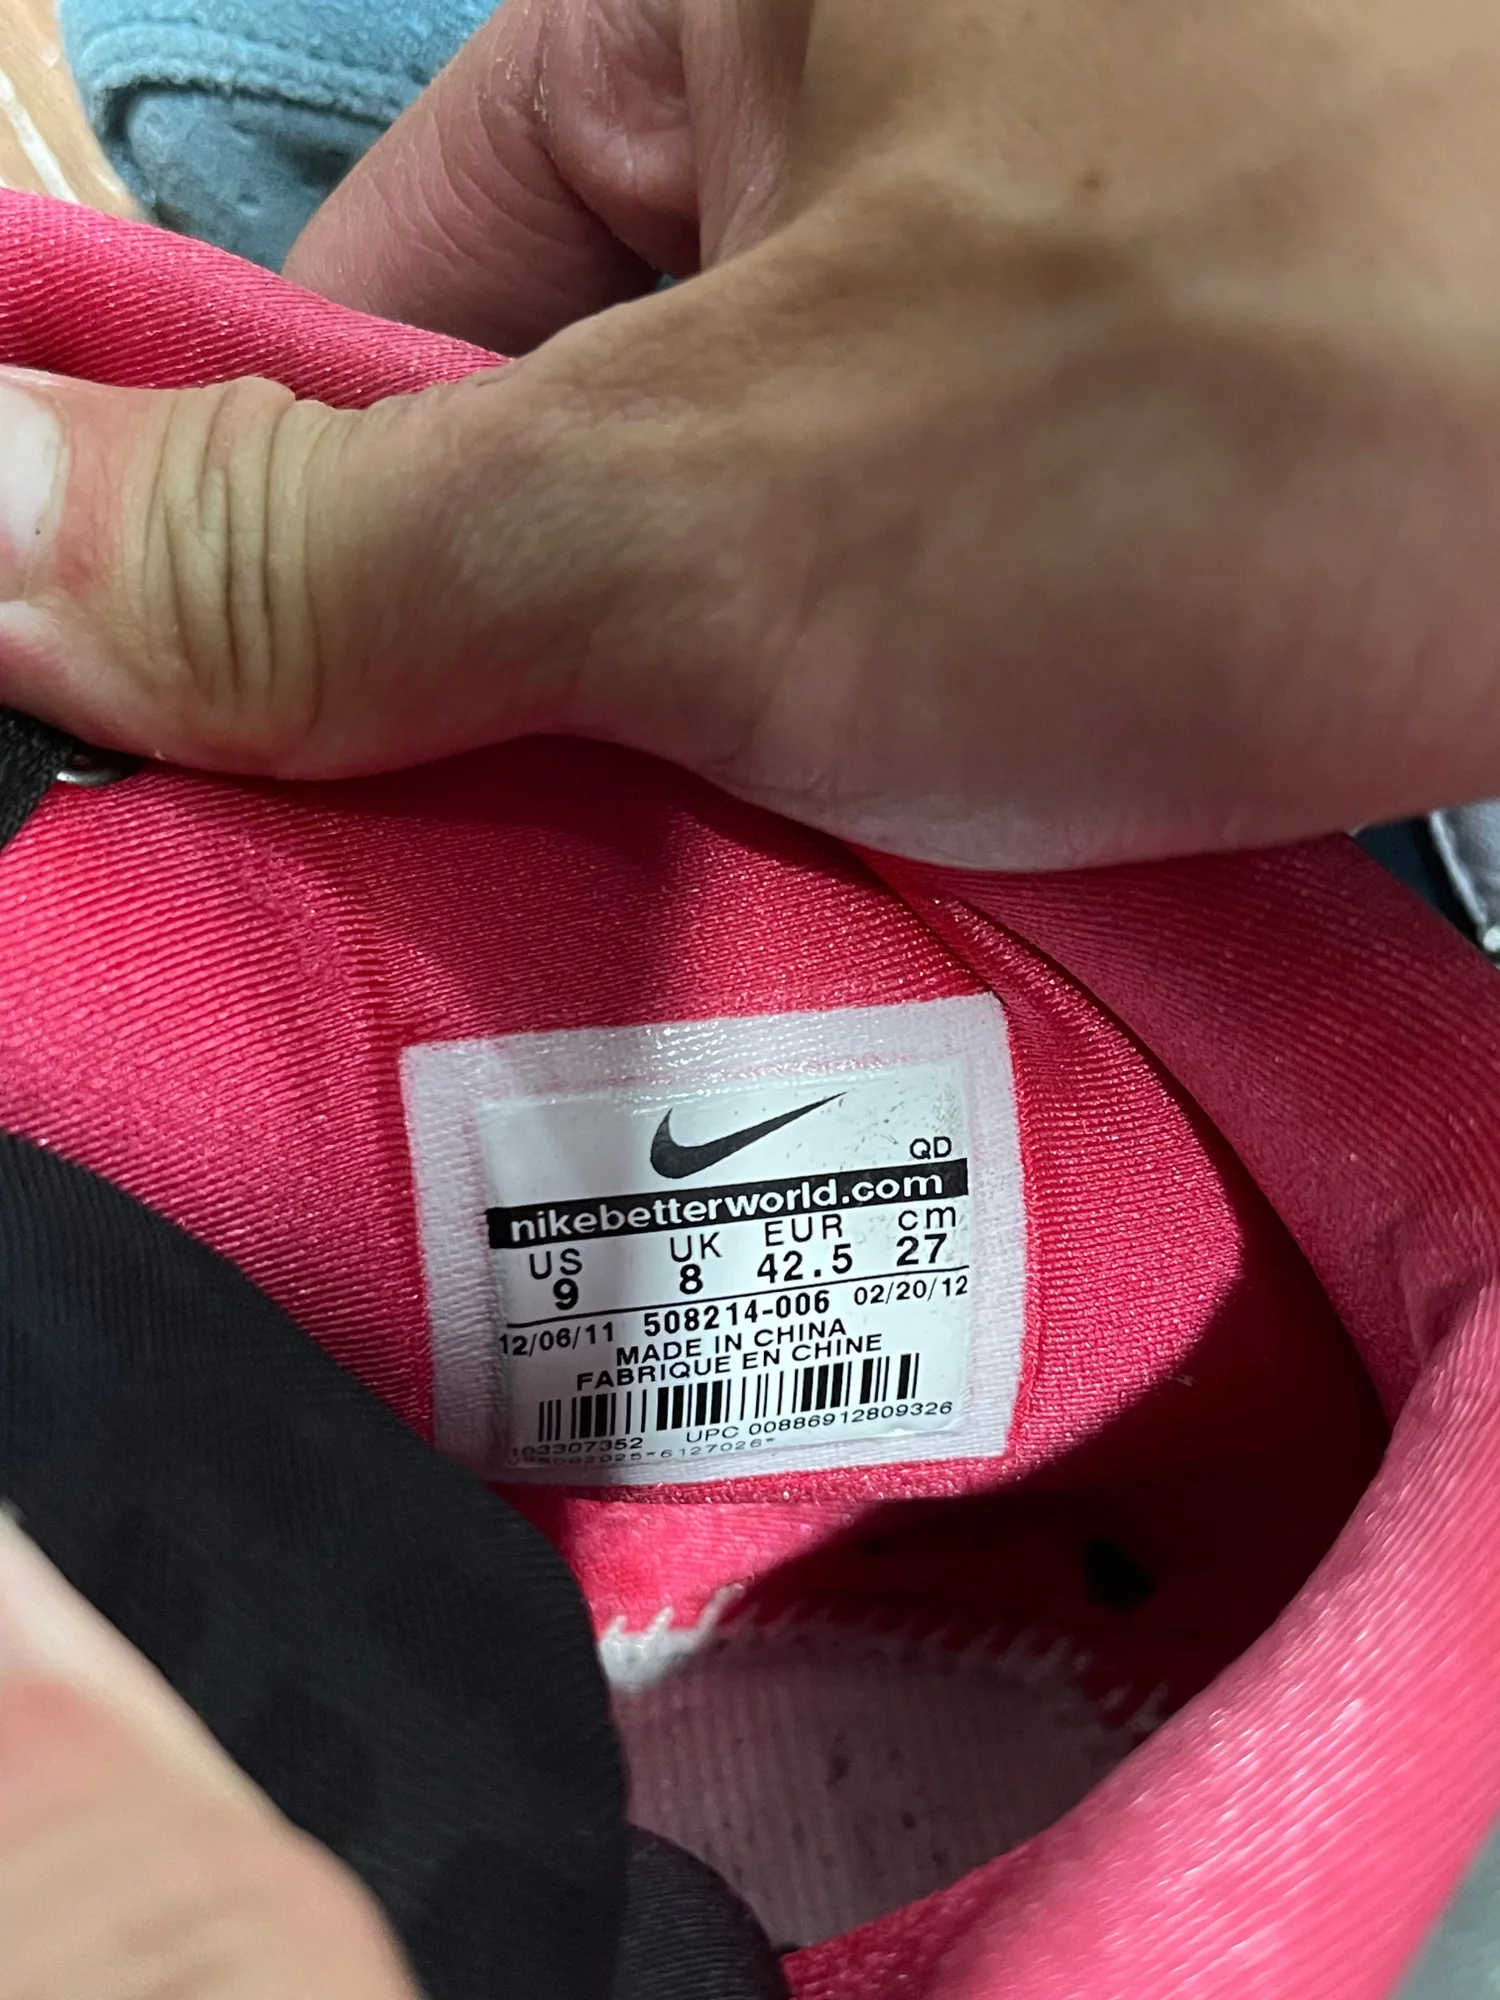 QD
nikebetterworld.com
US UK EUR cm
9 8 42.5 27
12/06/11 508214-006 02/20/12
MADE IN CHINA
FABRIQUE EN CHINE
UPC 00886912809326
103307352